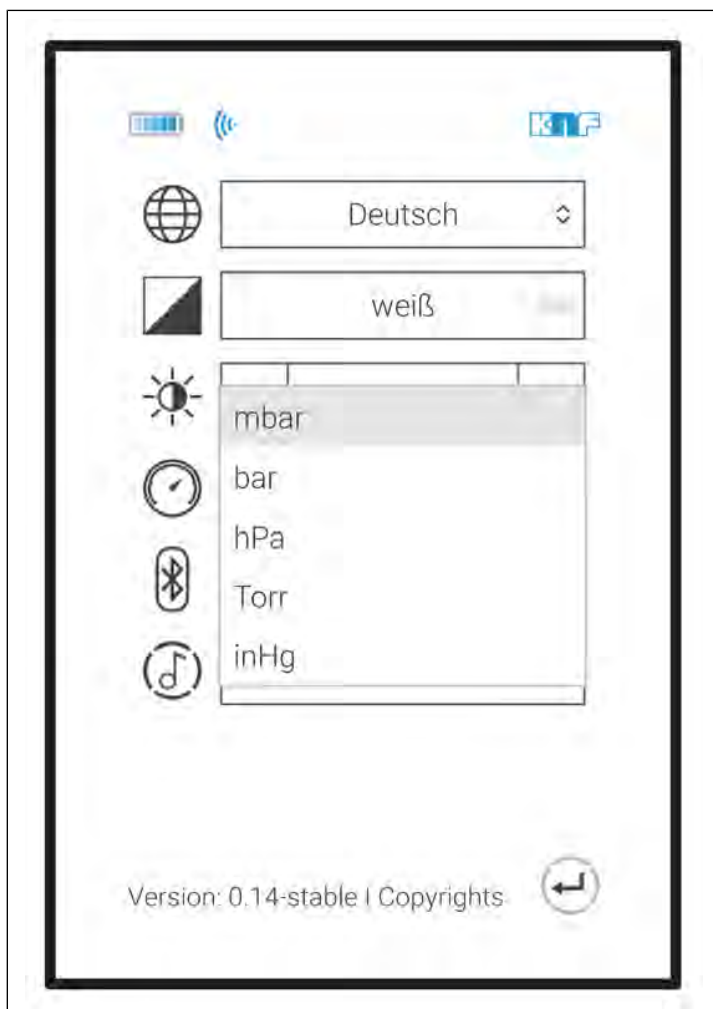 KNF
Deutsch
weiß
mbar
bar
hPa
Torr
inHg
Version: 0.14-stable I Copyrights